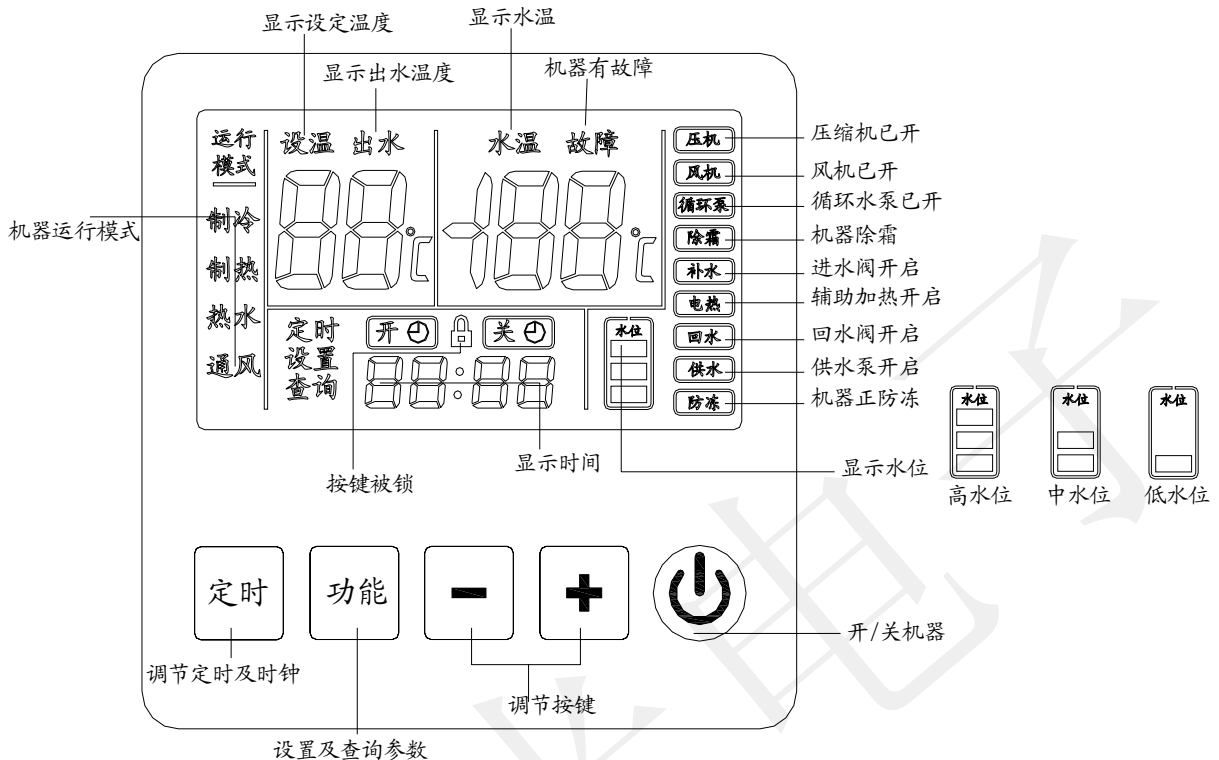 显示设定温度
显示水温
显示出水温度
机器有故障
运行
模式
设温 出水
水温 故障
压机
压缩机已开
风机
风机已开
循环泵
循环水泵已开
机器运行模式
制冷
除霜
机器除霜
制热
℃
℃
补水
进水阀开启
电热
辅助加热开启
热水
定时
开
关
水位
回水
回水阀开启
设置
通风
查询
88:88
供水
供水泵开启
防冻
机器正防冻
水位
水位
水位
显示时间
显示水位
按键被锁
高水位
中水位
低水位
定时
功能
-
+
开/关机器
调节定时及时钟
调节按键
设置及查询参数
电子